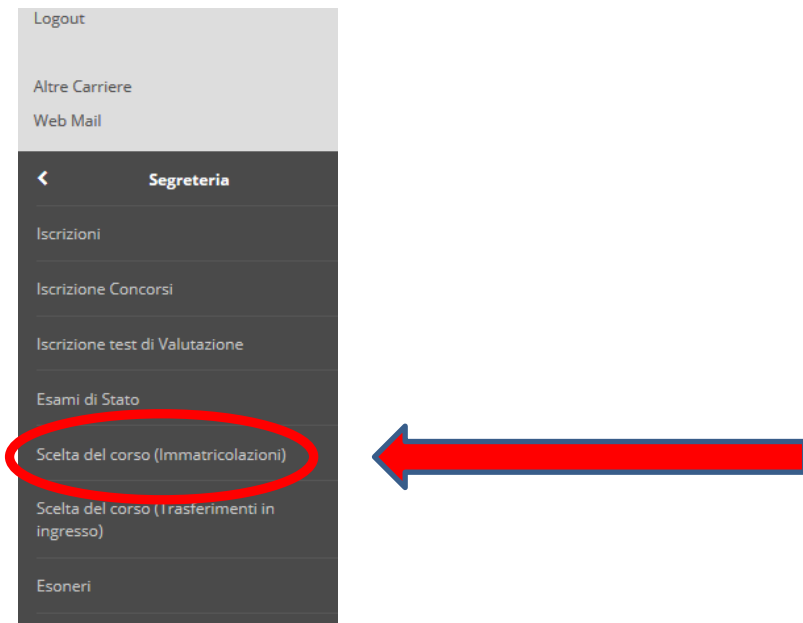 Logout
Altre Carriere
Web Mail
Segreteria
Iscrizioni
Iscrizione Concorsi
Iscrizione test di Valutazione
Esami di Stato
Scelta del corso (Immatricolazioni)
Scelta del corso (Trasferimenti in
ingresso)
Esoneri